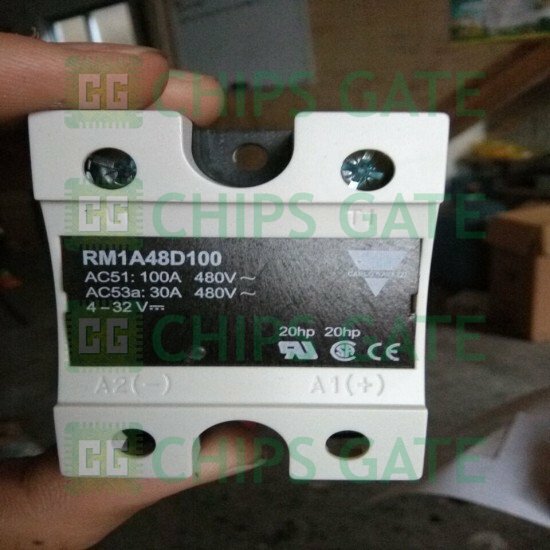 CG CHIPS GATE
CG CHIPS GATE
RM1A48D100
AC51: 100A 480V ~
AC53a: 30A 480V ~
4-32 V ⎓
CG CHIPS GATE
20hp 20hp
CE
A2(-) A1(+)
CG CHIPS GATE